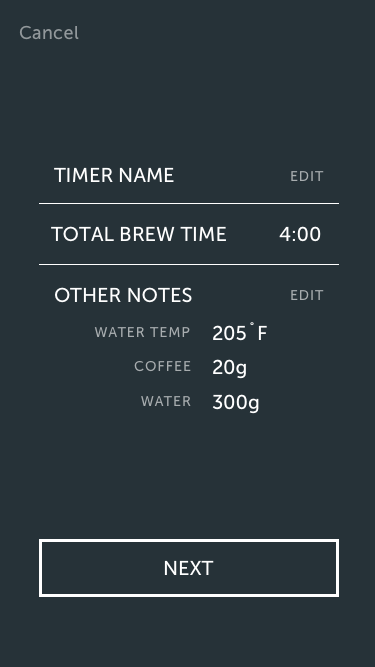 Cancel
TIMER NAME EDIT
TOTAL BREW TIME 4:00
OTHER NOTES EDIT
WATER TEMP 205°F
COFFEE 20g
WATER 300g
NEXT